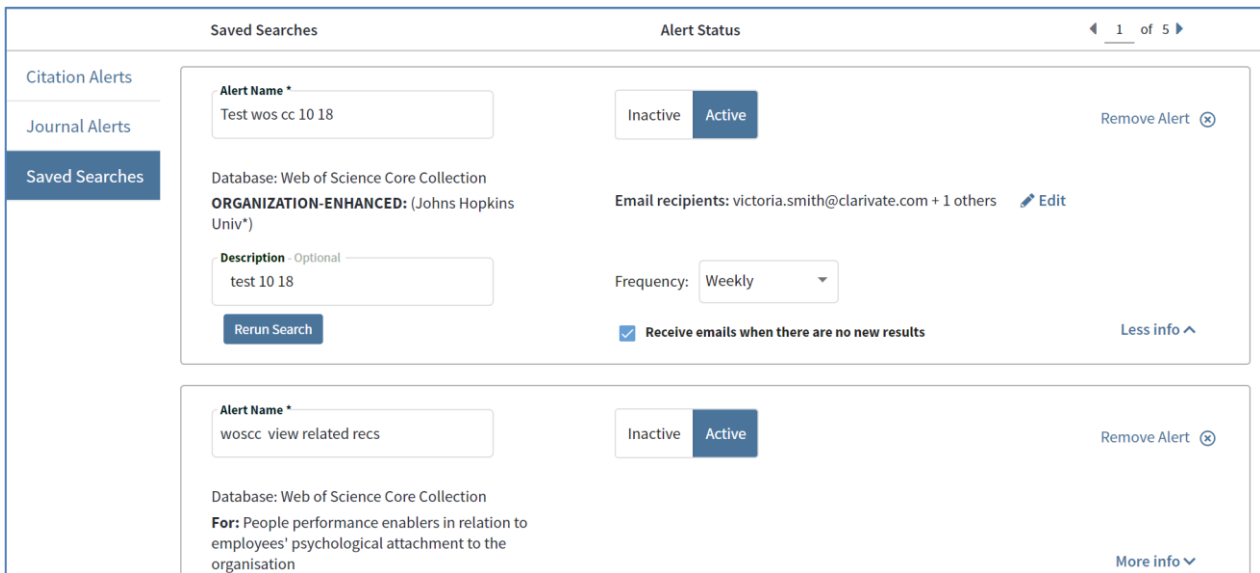 Saved Searches Alert Status 1 of 5
Citation Alerts
Journal Alerts
Saved Searches
Alert Name *
Test wos cc 10 18
Inactive Active
Remove Alert
Database: Web of Science Core Collection
ORGANIZATION-ENHANCED: (Johns Hopkins
Univ*)
Email recipients: victoria.smith@clarivate.com + 1 others Edit
Description - Optional
test 10 18
Frequency: Weekly
Rerun Search
Receive emails when there are no new results
Less info
Alert Name *
woscc view related recs
Inactive Active
Remove Alert
Database: Web of Science Core Collection
For: People performance enablers in relation to
employees' psychological attachment to the
organisation
More info